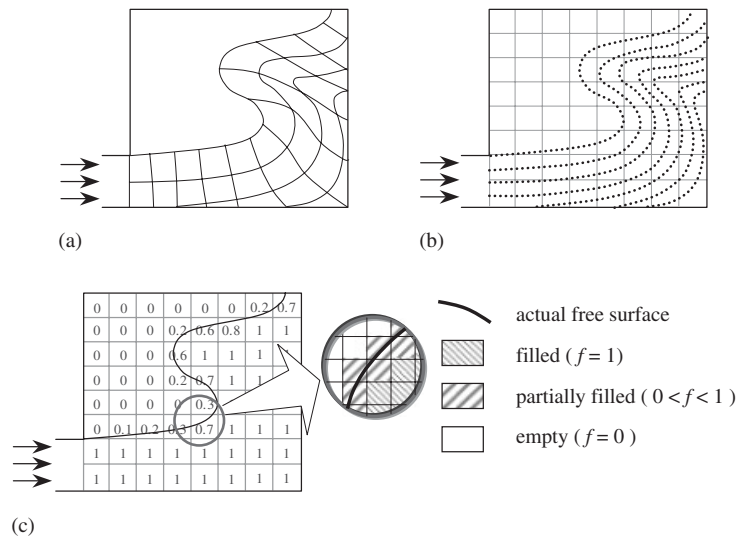 (a)
(b)
0 0 0 0 0 0 0.2 0.7
0 0 0 0.2 0.6 0.8 1 1
0 0 0 0.6 1 1 1 1
0 0 0 0.2 0.7 1 1
0 0 0 0 0.3
0 0.1 0.2 0.3 0.7 1 1 1
1 1 1 1 1 1 1 1
1 1 1 1 1 1 1 1
(c)
actual free surface
filled (f = 1)
partially filled ( 0 < f < 1 )
empty (f = 0 )